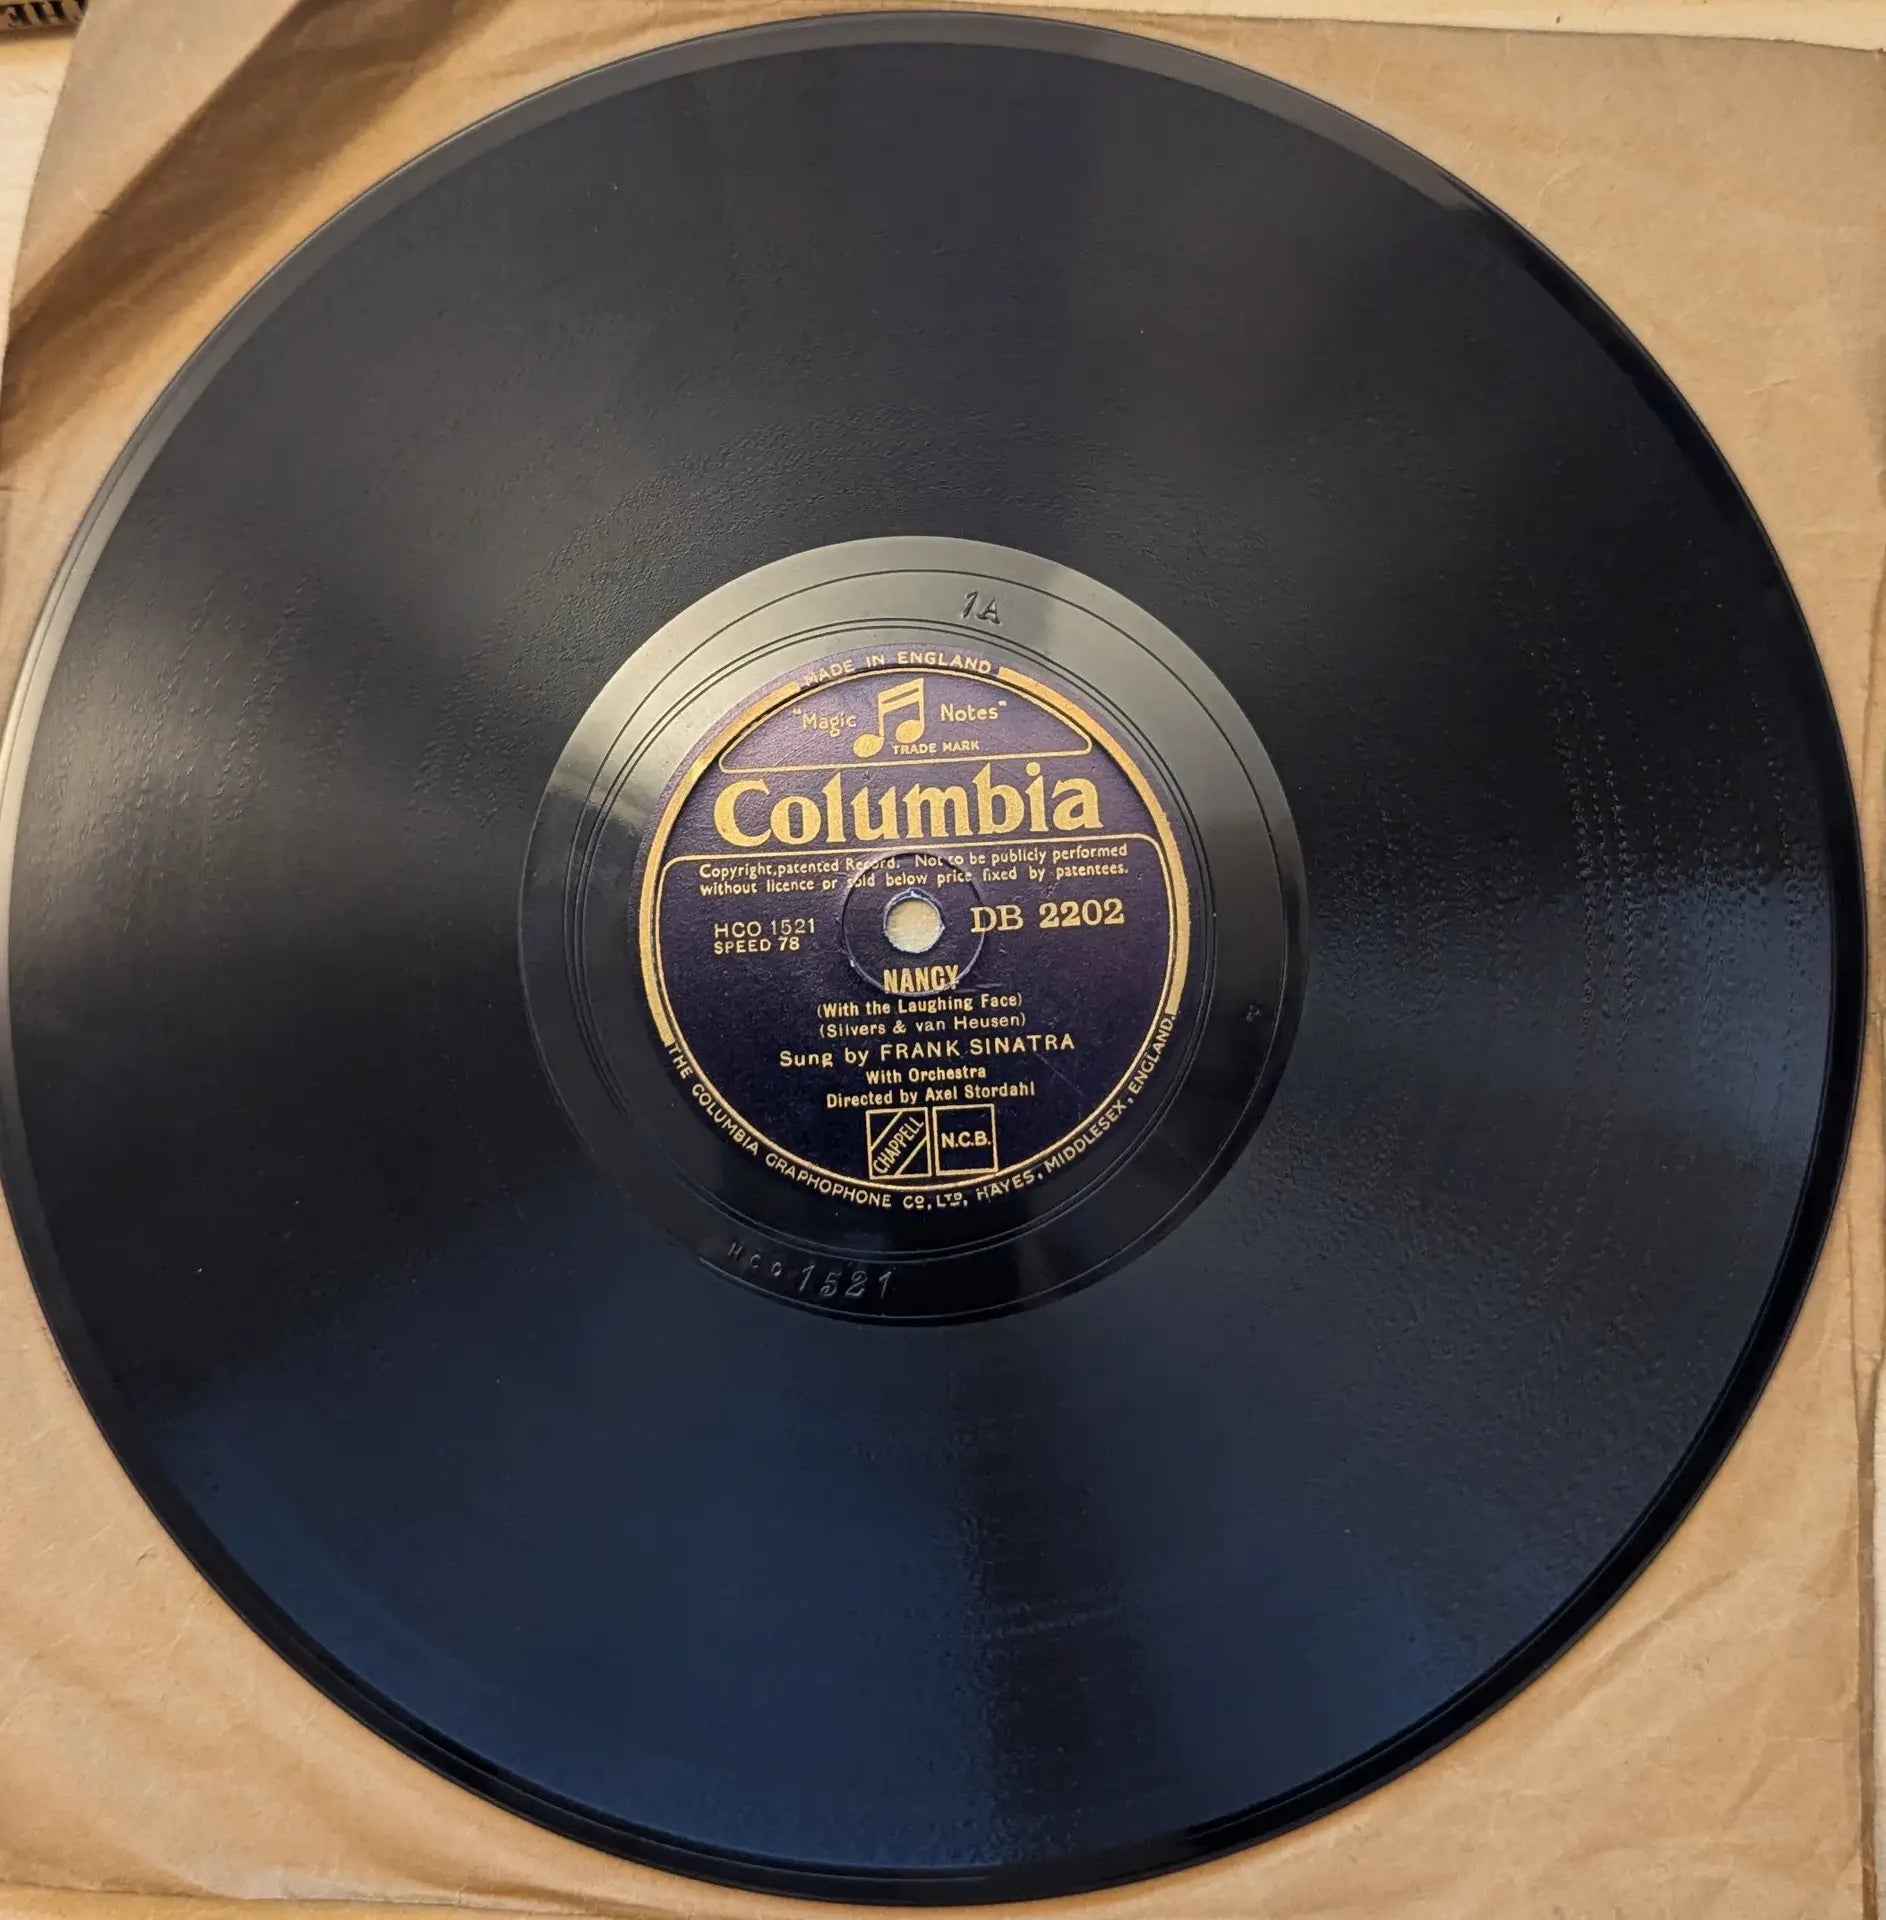 THE
1A
MADE IN ENGLAND
"Magic Notes"
TRADE MARK
Columbia
Copyright, patented Record. Not to be publicly performed
without licence or sold below price fixed by patentees.
HCO 1521
SPEED 78
DB 2202
NANCY
(With the Laughing Face)
(Silvers & van Heusen)
Sung by FRANK SINATRA
With Orchestra
Directed by Axel Stordahl
CHAPPELL
N.C.B.
THE COLUMBIA GRAPHOPHONE CO., LTD, HAYES, MIDDLESEX, ENGLAND.
HCO 1521